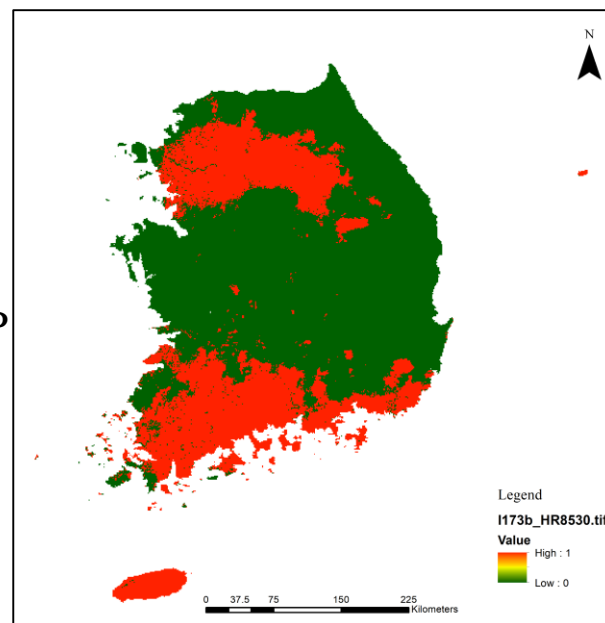 N
Legend
I173b_HR8530.tif
Value
High : 1
Low : 0
0 37.5 75 150 225
Kilometers